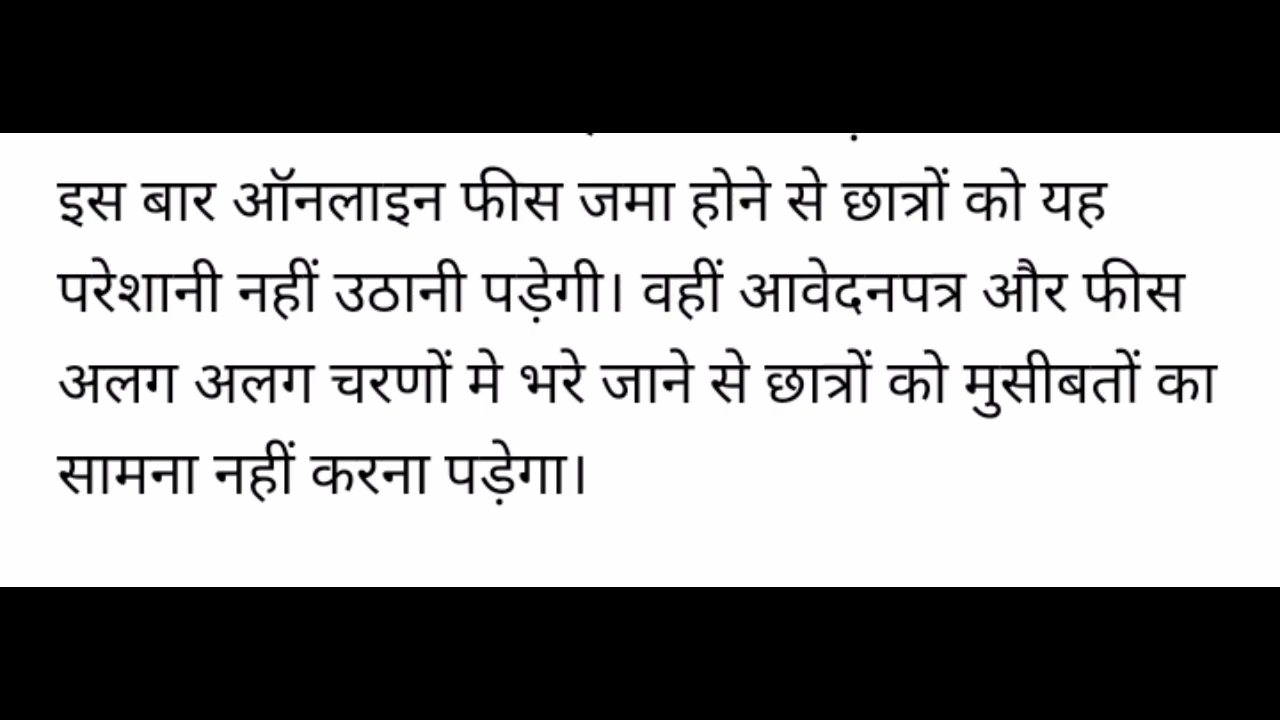 इस बार ऑनलाइन फीस जमा होने से छात्रों को यह
परेशानी नहीं उठानी पड़ेगी। वहीं आवेदनपत्र और फीस
अलग अलग चरणों मे भरे जाने से छात्रों को मुसीबतों का
सामना नहीं करना पड़ेगा।